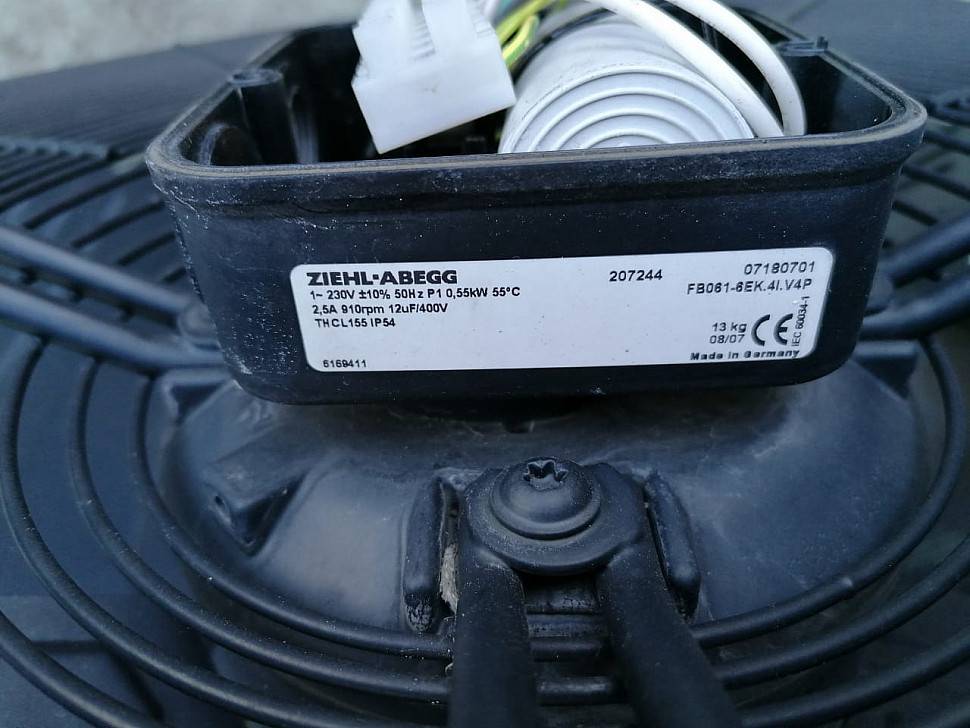 ZIEHL-ABEGG
1~ 230V ±10% 50Hz P1 0,55kW 55°C
2,5A 910rpm 12uF/400V
THCL155 IP54
6169411
207244
07180701
FB061-6EK.4I.V4P
13 kg
08/07
CE
IEC 60034-1
Made in Germany